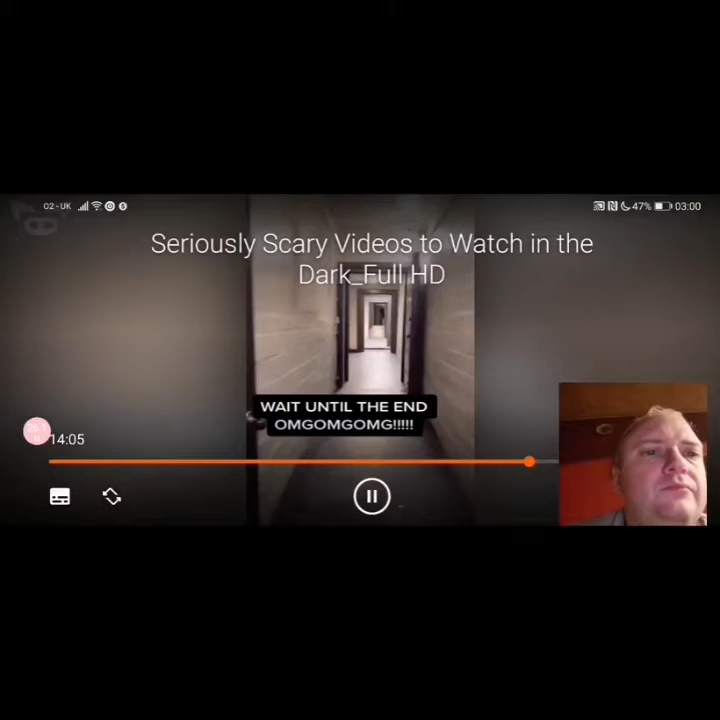 O2-UK
47% 03:00
Seriously Scary Videos to Watch in the
Dark_Full HD
WAIT UNTIL THE END
OMGOMGOMG!!!!!
14:05